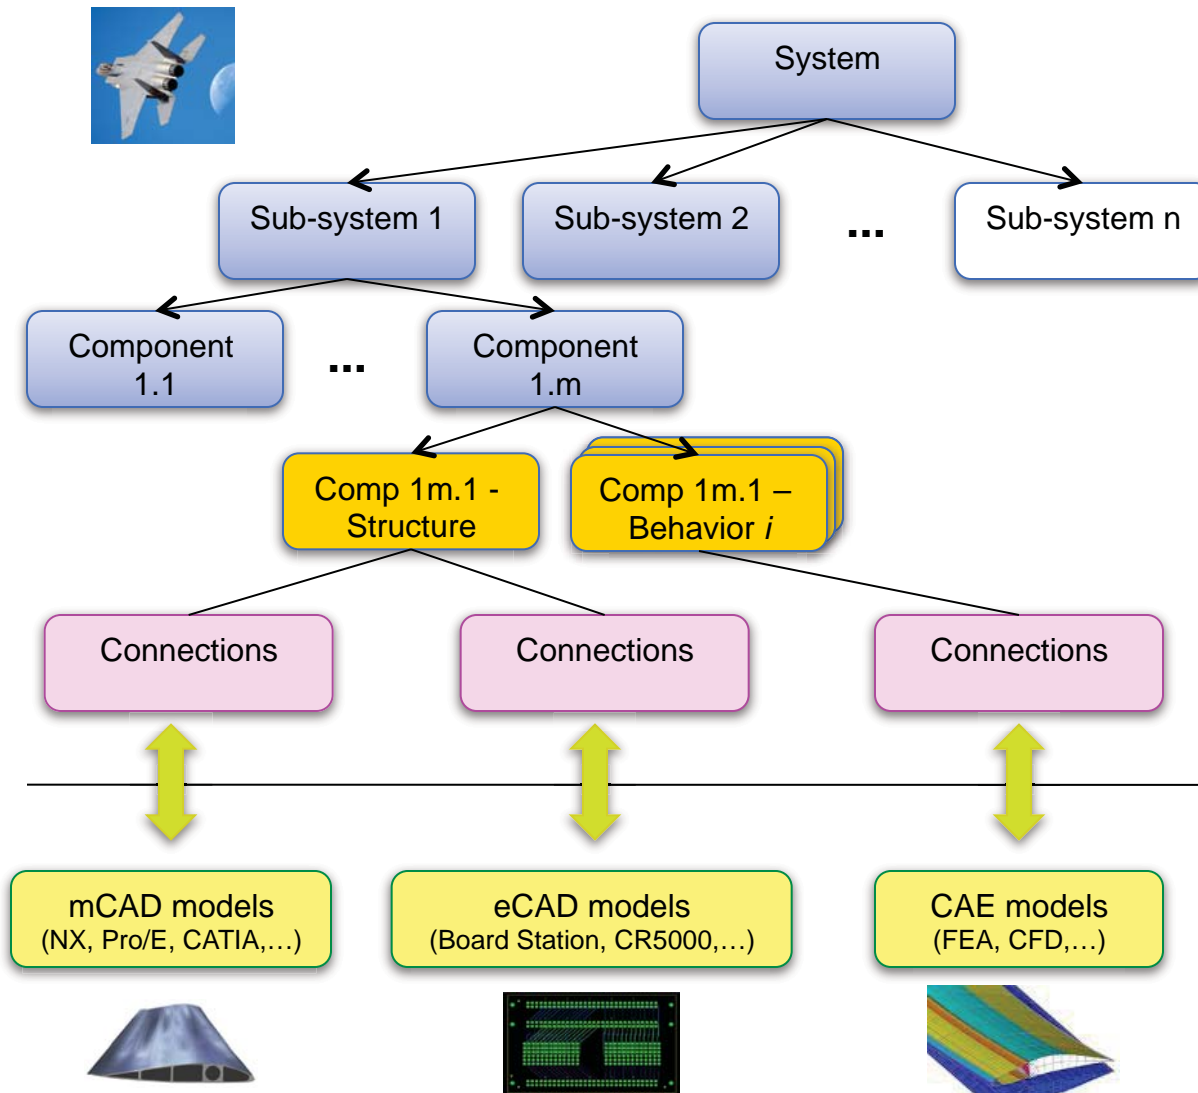 System
Sub-system 1
Sub-system 2
...
Sub-system n
Component
1.1
...
Component
1.m
Comp 1m.1 -
Structure
Comp 1m.1 –
Behavior i
Connections
Connections
Connections
mCAD models
(NX, Pro/E, CATIA,…)
eCAD models
(Board Station, CR5000,…)
CAE models
(FEA, CFD,…)